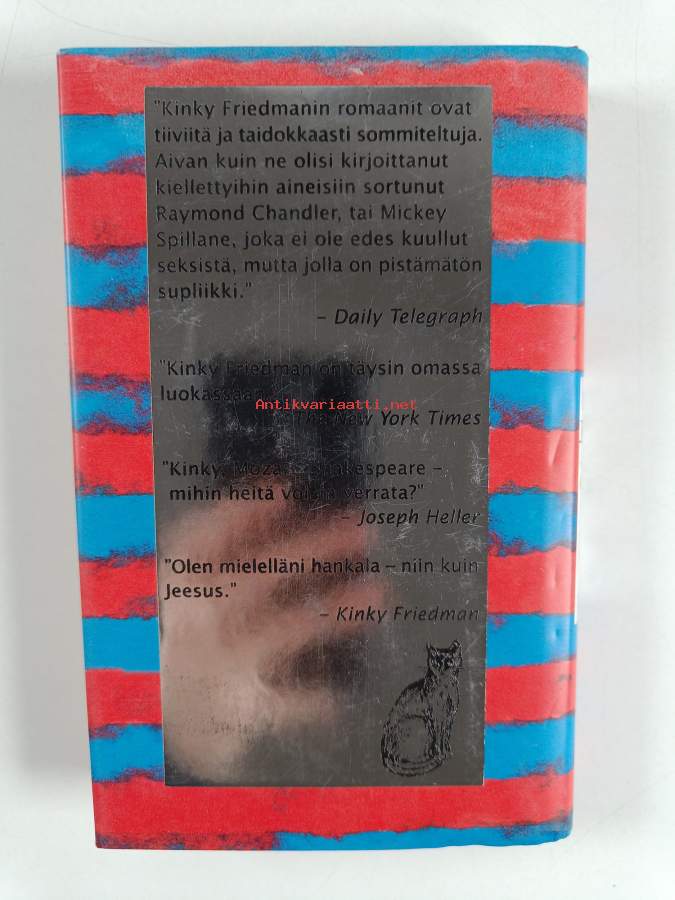 "Kinky Friedmanin romaanit ovat
tiiviitä ja taidokkaasti sommiteltuja.
Aivan kuin ne olisi kirjoittanut
kiellettyihin aineisiin sortunut
Raymond Chandler, tai Mickey
Spillane, joka ei ole edes kuullut
seksistä, mutta jolla on pistämätön
supliikki."
– Daily Telegraph
"Kinky Friedman on täysin omassa
luokassaan
Antikvariaatti.net
The New York Times
"Kinky, Shakespeare –
mihin heitä voisin verrata?"
– Joseph Heller
"Olen mielelläni hankala – niin kuin
Jeesus."
– Kinky Friedman